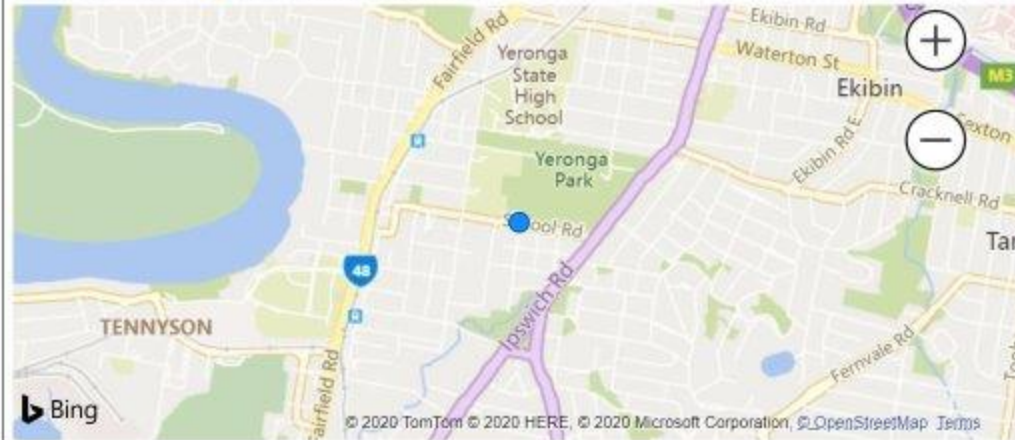 Ekibin Rd
Fairfield Rd
Yeronga
State
High
School
Waterton St
Ekibin
M3
Sexton
Ekibin Rd E
Yeronga
Park
Cracknell Rd
ool Rd
Tar
48
Ipswich Rd
TENNYSON
Fernvale Rd
Fairfield Rd
Bing
© 2020 TomTom © 2020 HERE, © 2020 Microsoft Corporation, © OpenStreetMap Terms